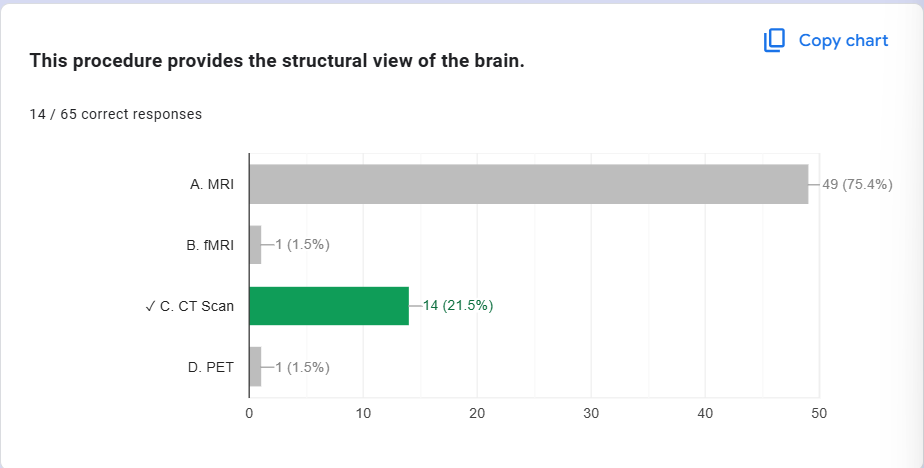 Copy chart
This procedure provides the structural view of the brain.
14 / 65 correct responses
A. MRI 49 (75.4%)
B. fMRI 1 (1.5%)
✓ C. CT Scan 14 (21.5%)
D. PET 1 (1.5%)
0 10 20 30 40 50